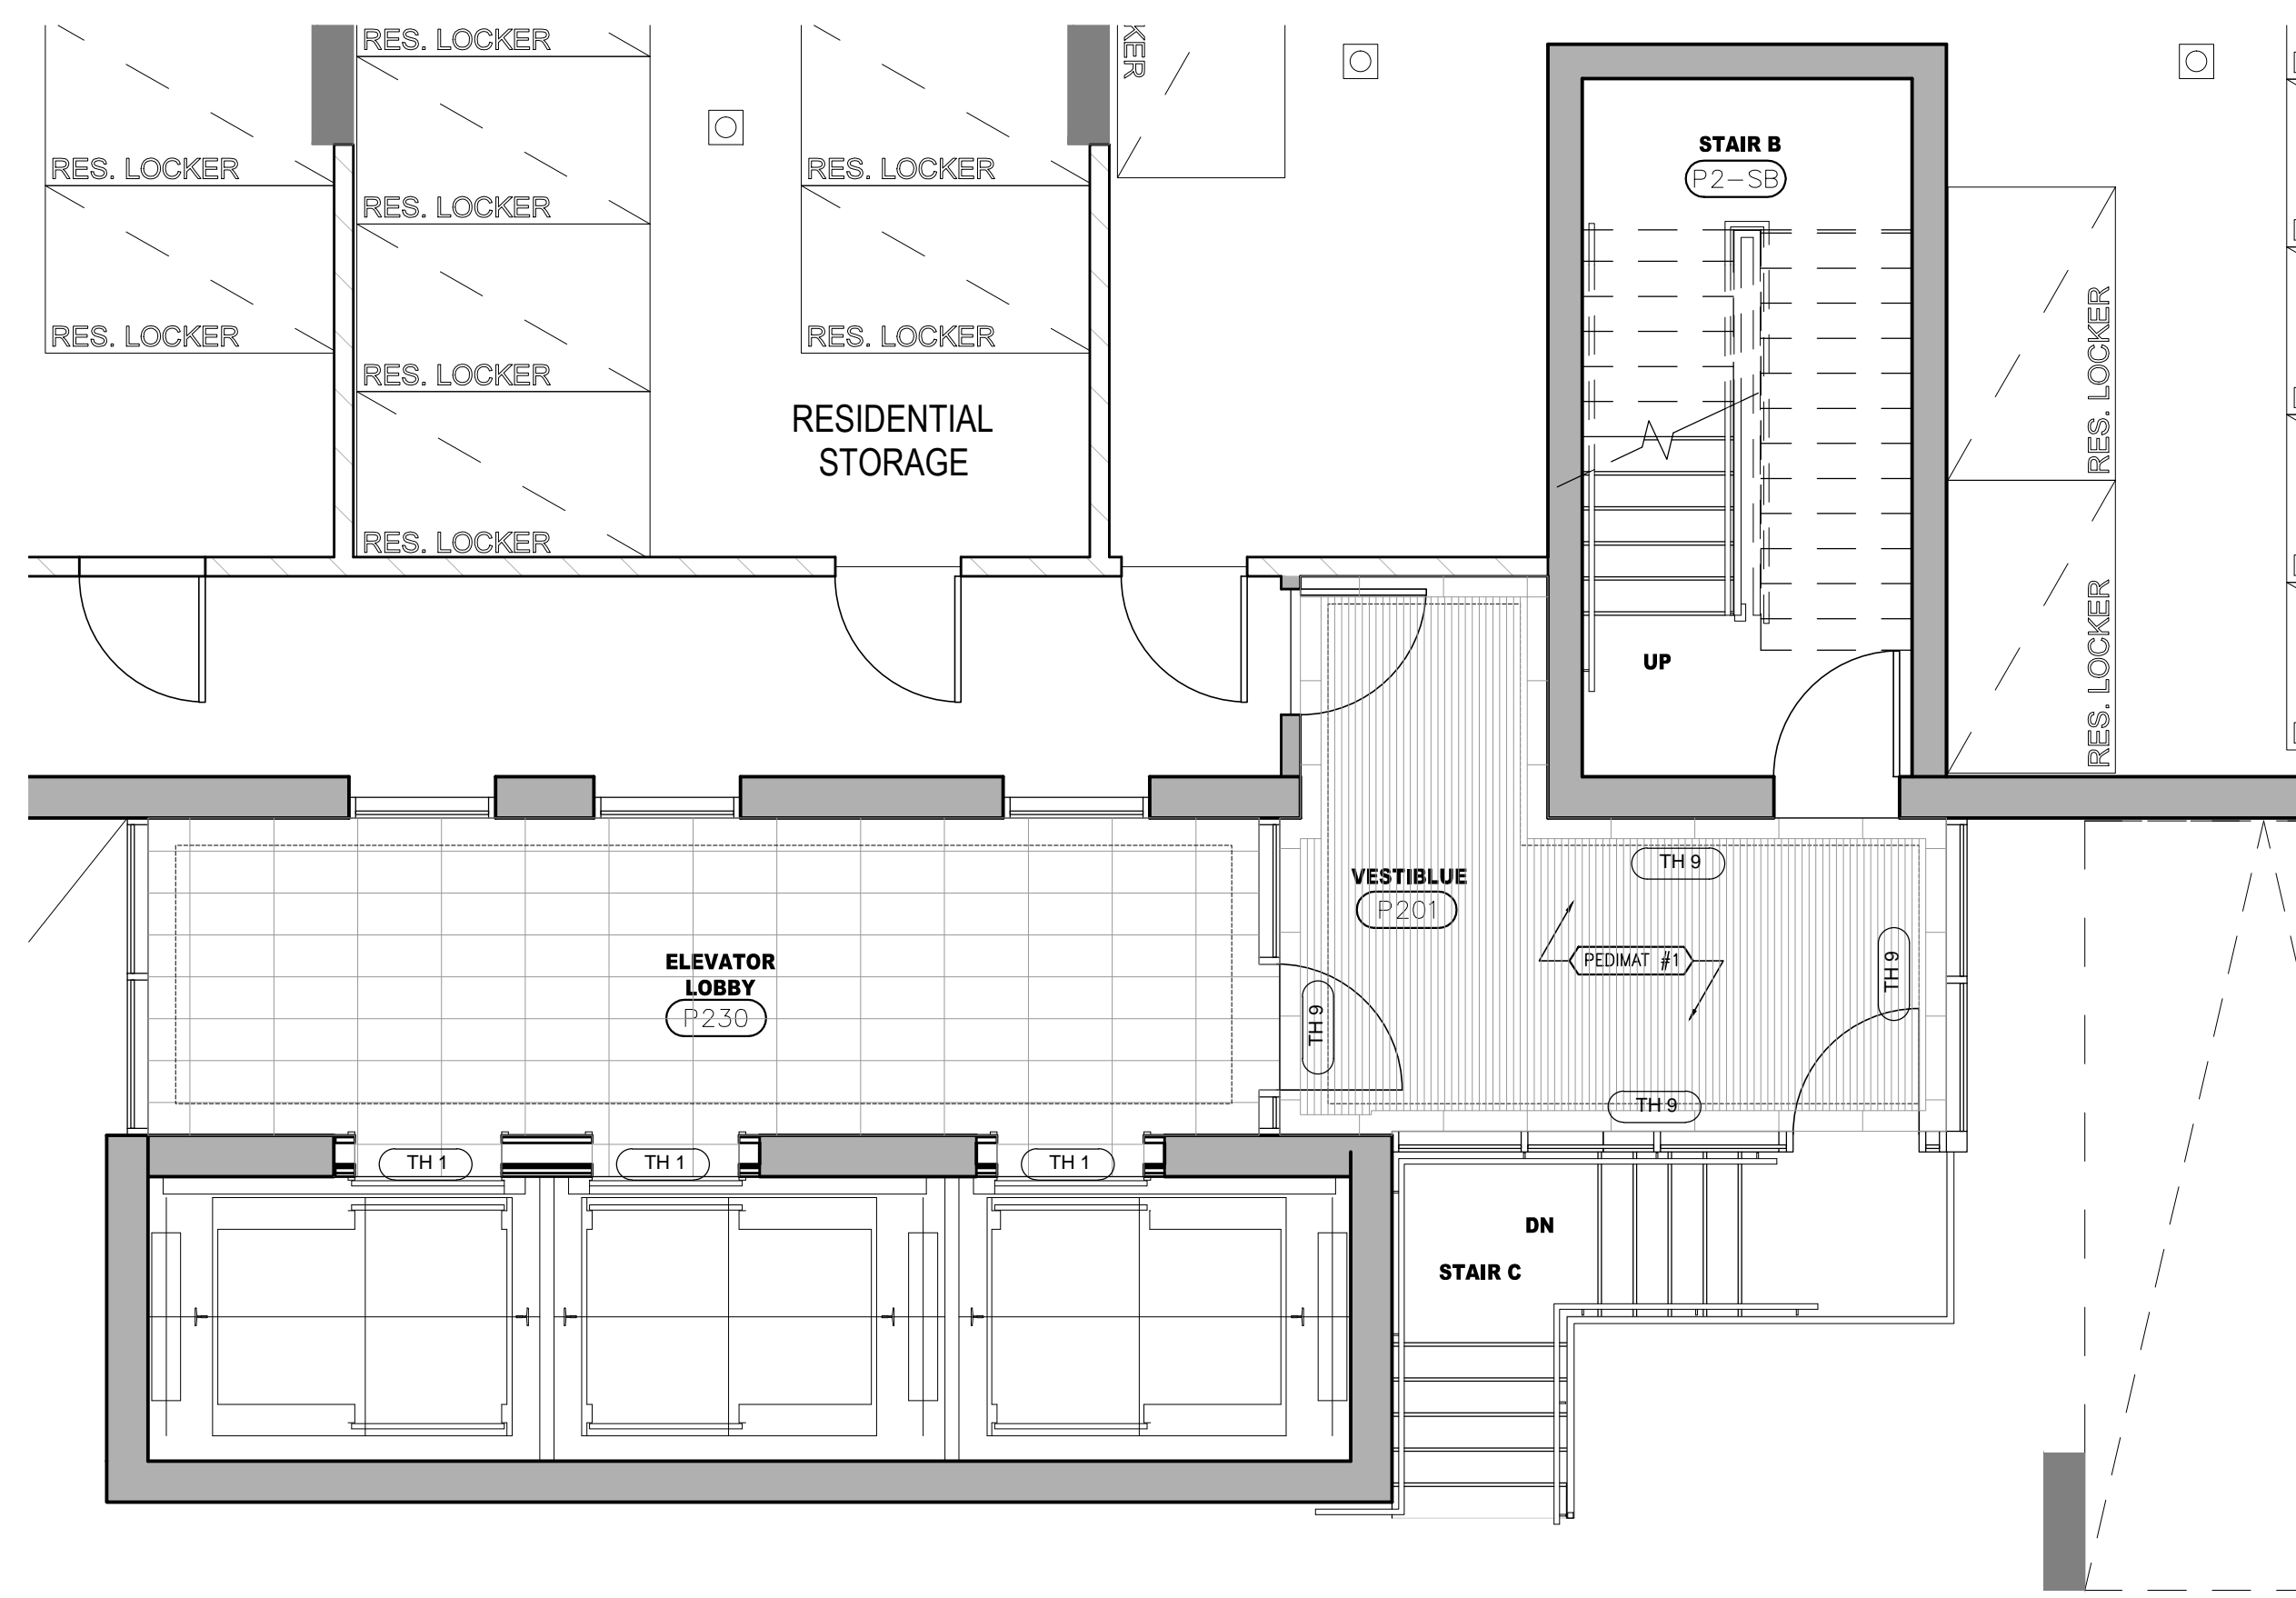 RES. LOCKER
KER
RES. LOCKER
RES. LOCKER
RES. LOCKER
RES. LOCKER
RES. LOCKER
RES. LOCKER
RES. LOCKER
RES. LOCKER
RES. LOCKER
RESIDENTIAL
STORAGE
STAIR B
P2-SB
UP
RES. LOCKER
RES. LOCKER
VESTIBLUE
P201
TH 9
PEDIMAT #1
TH 9
TH 9
TH 9
ELEVATOR
LOBBY
P230
TH 1
TH 1
TH 1
DN
STAIR C